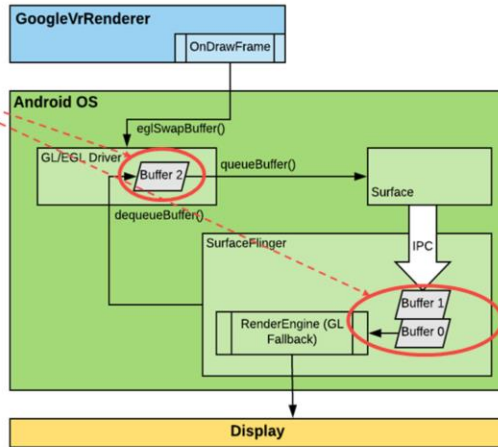 GoogleVrRenderer
OnDrawFrame
Android OS
eglSwapBuffer()
GL/EGL Driver
Buffer 2
queueBuffer()
Surface
dequeueBuffer()
IPC
SurfaceFlinger
Buffer 1
RenderEngine (GL
Fallback)
Buffer 0
Display